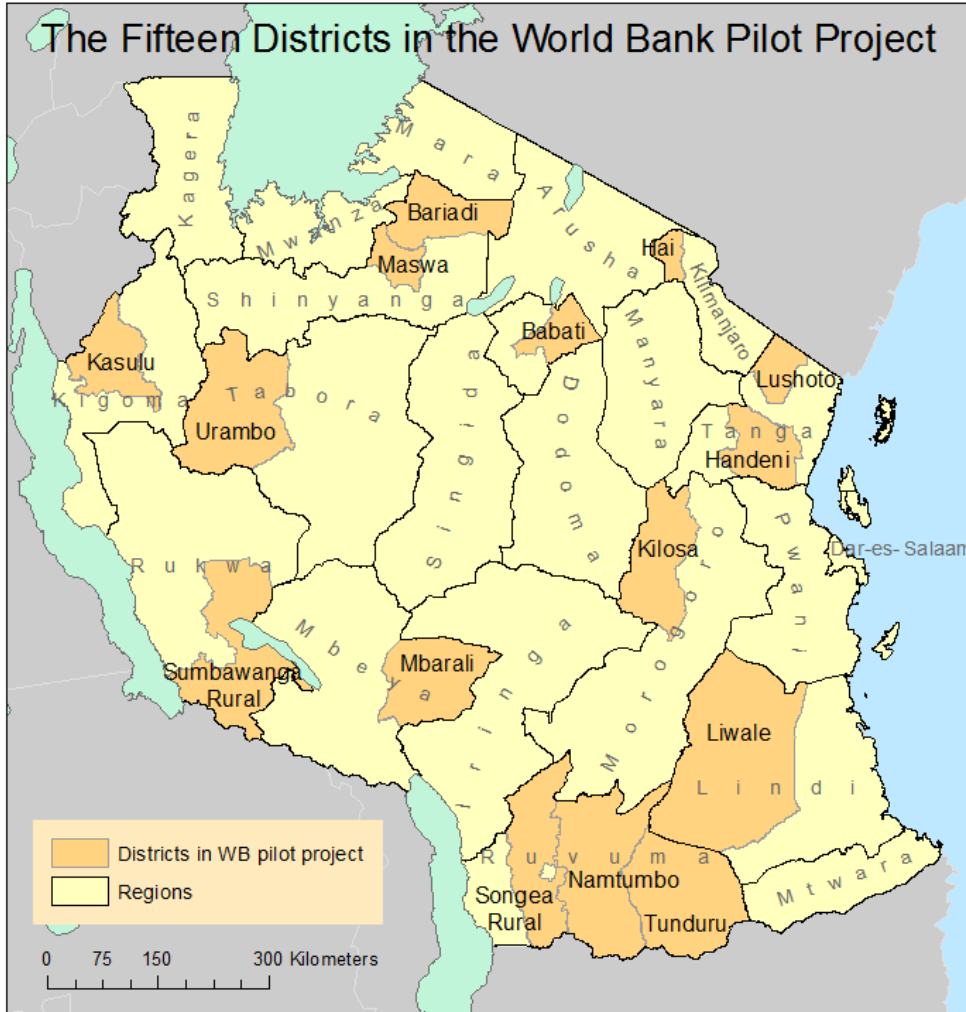 The Fifteen Districts in the World Bank Pilot Project
Mara
Kagera
Arusha
Mwanza
Bariadi
Hai
Maswa
Kilimanjaro
Shinyanga
Babati
Manyara
Kasulu
Lushoto
Kigoma
Tabora
Singida
Dodoma
Urambo
Tanga
Handeni
Pwani
Kilosa
Dar-es- Salaam
Rukwa
Morogoro
Mbeya
Iringa
Mbarali
Sumbawanga
Rural
Liwale
Lindi
Districts in WB pilot project
Regions
Ruvuma
Namtumbo
Songea
Rural
Tunduru
Mtwara
0 75 150 300 Kilometers